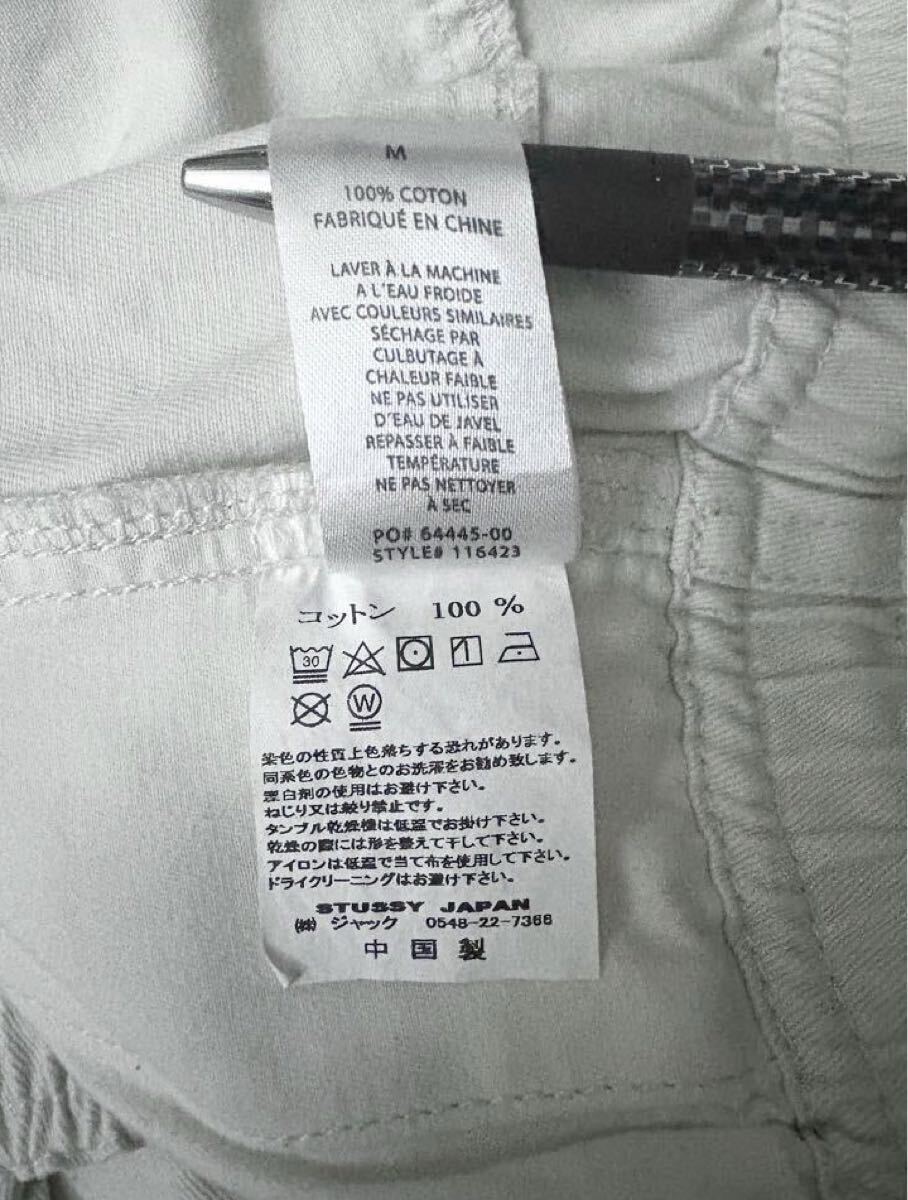 M
100% COTON
FABRIQUÉ EN CHINE
LAVER À LA MACHINE
A L'EAU FROIDE
AVEC COULEURS SIMILAIRES
SÉCHAGE PAR
CULBUTAGE À
CHALEUR FAIBLE
NE PAS UTILISER
D'EAU DE JAVEL
REPASSER À FAIBLE
TEMPÉRATURE
NE PAS NETTOYER
À SEC
PO# 64445-00
STYLE# 116423
コットン 100 %
30
W
染色の性質上色落ちする恐れがあります。
同系色の色物とのお洗濯をお勧め致します。
漂白剤の使用はお避け下さい。
ねじり又は絞り禁止です。
タンブル乾燥機は低温でお掛け下さい。
乾燥の際には形を整えて干して下さい。
アイロンは低温で当て布を使用して下さい。
ドライクリーニングはお避け下さい。
STUSSY JAPAN
㈱ ジャック 0548-22-7366
中国製